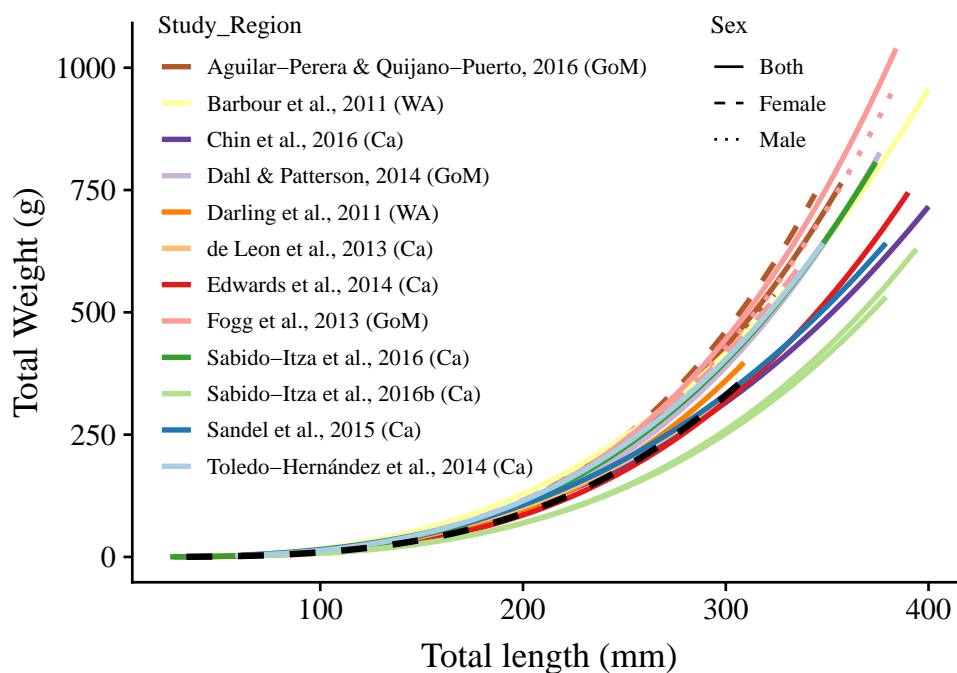 Study_Region
Aguilar−Perera & Quijano−Puerto, 2016 (GoM)
Barbour et al., 2011 (WA)
Chin et al., 2016 (Ca)
Dahl & Patterson, 2014 (GoM)
Darling et al., 2011 (WA)
de Leon et al., 2013 (Ca)
Edwards et al., 2014 (Ca)
Fogg et al., 2013 (GoM)
Sabido−Itza et al., 2016 (Ca)
Sabido−Itza et al., 2016b (Ca)
Sandel et al., 2015 (Ca)
Toledo−Hernández et al., 2014 (Ca)
Sex
Both
Female
Male
Total Weight (g)
1000
750
500
250
0
100 200 300 400
Total length (mm)